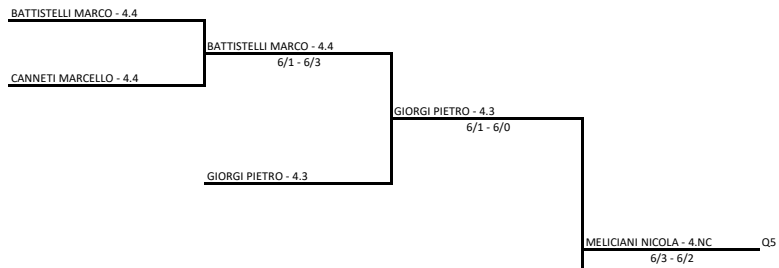 BATTISTELLI MARCO - 4.4
BATTISTELLI MARCO - 4.4
6/1 - 6/3
CANNETI MARCELLO - 4.4
GIORGI PIETRO - 4.3
6/1 - 6/0
GIORGI PIETRO - 4.3
MELICIANI NICOLA - 4.NC Q5
6/3 - 6/2